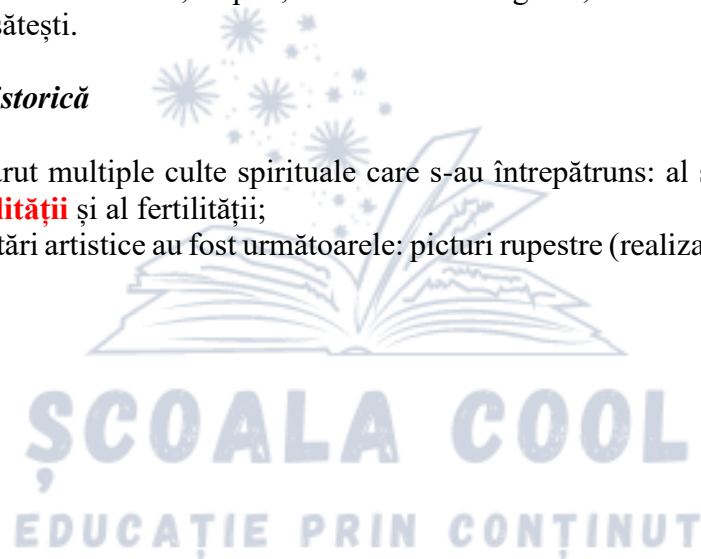 sătești.
istorică
rut multiple culte spirituale care s-au întrepătruns: al s
lității și al fertilității;
tări artistice au fost următoarele: picturi rupestre (realiza
ȘCOALA COOL
EDUCAȚIE PRIN CONȚINUT